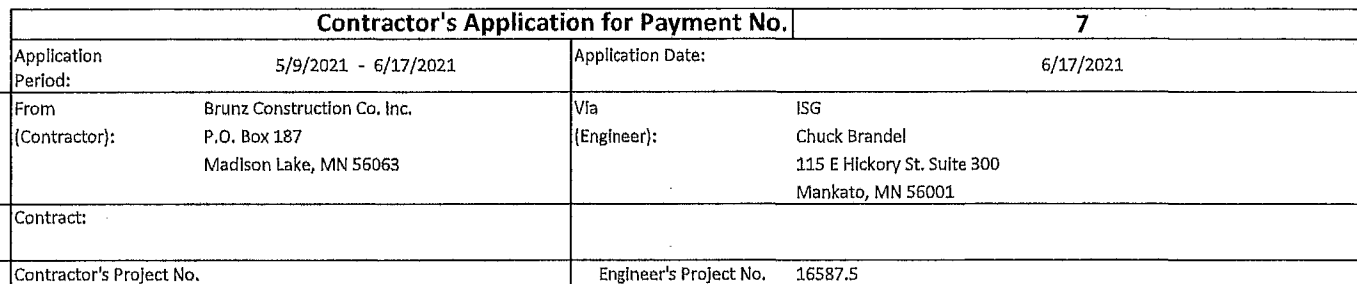 Contractor's Application for Payment No. 7
Application Period: 5/9/2021 - 6/17/2021
Application Date: 6/17/2021
From (Contractor):
Brunz Construction Co. Inc.
P.O. Box 187
Madison Lake, MN 56063
Via (Engineer):
ISG
Chuck Brandel
115 E Hickory St. Suite 300
Mankato, MN 56001
Contract:
Contractor's Project No.
Engineer's Project No. 16587.5